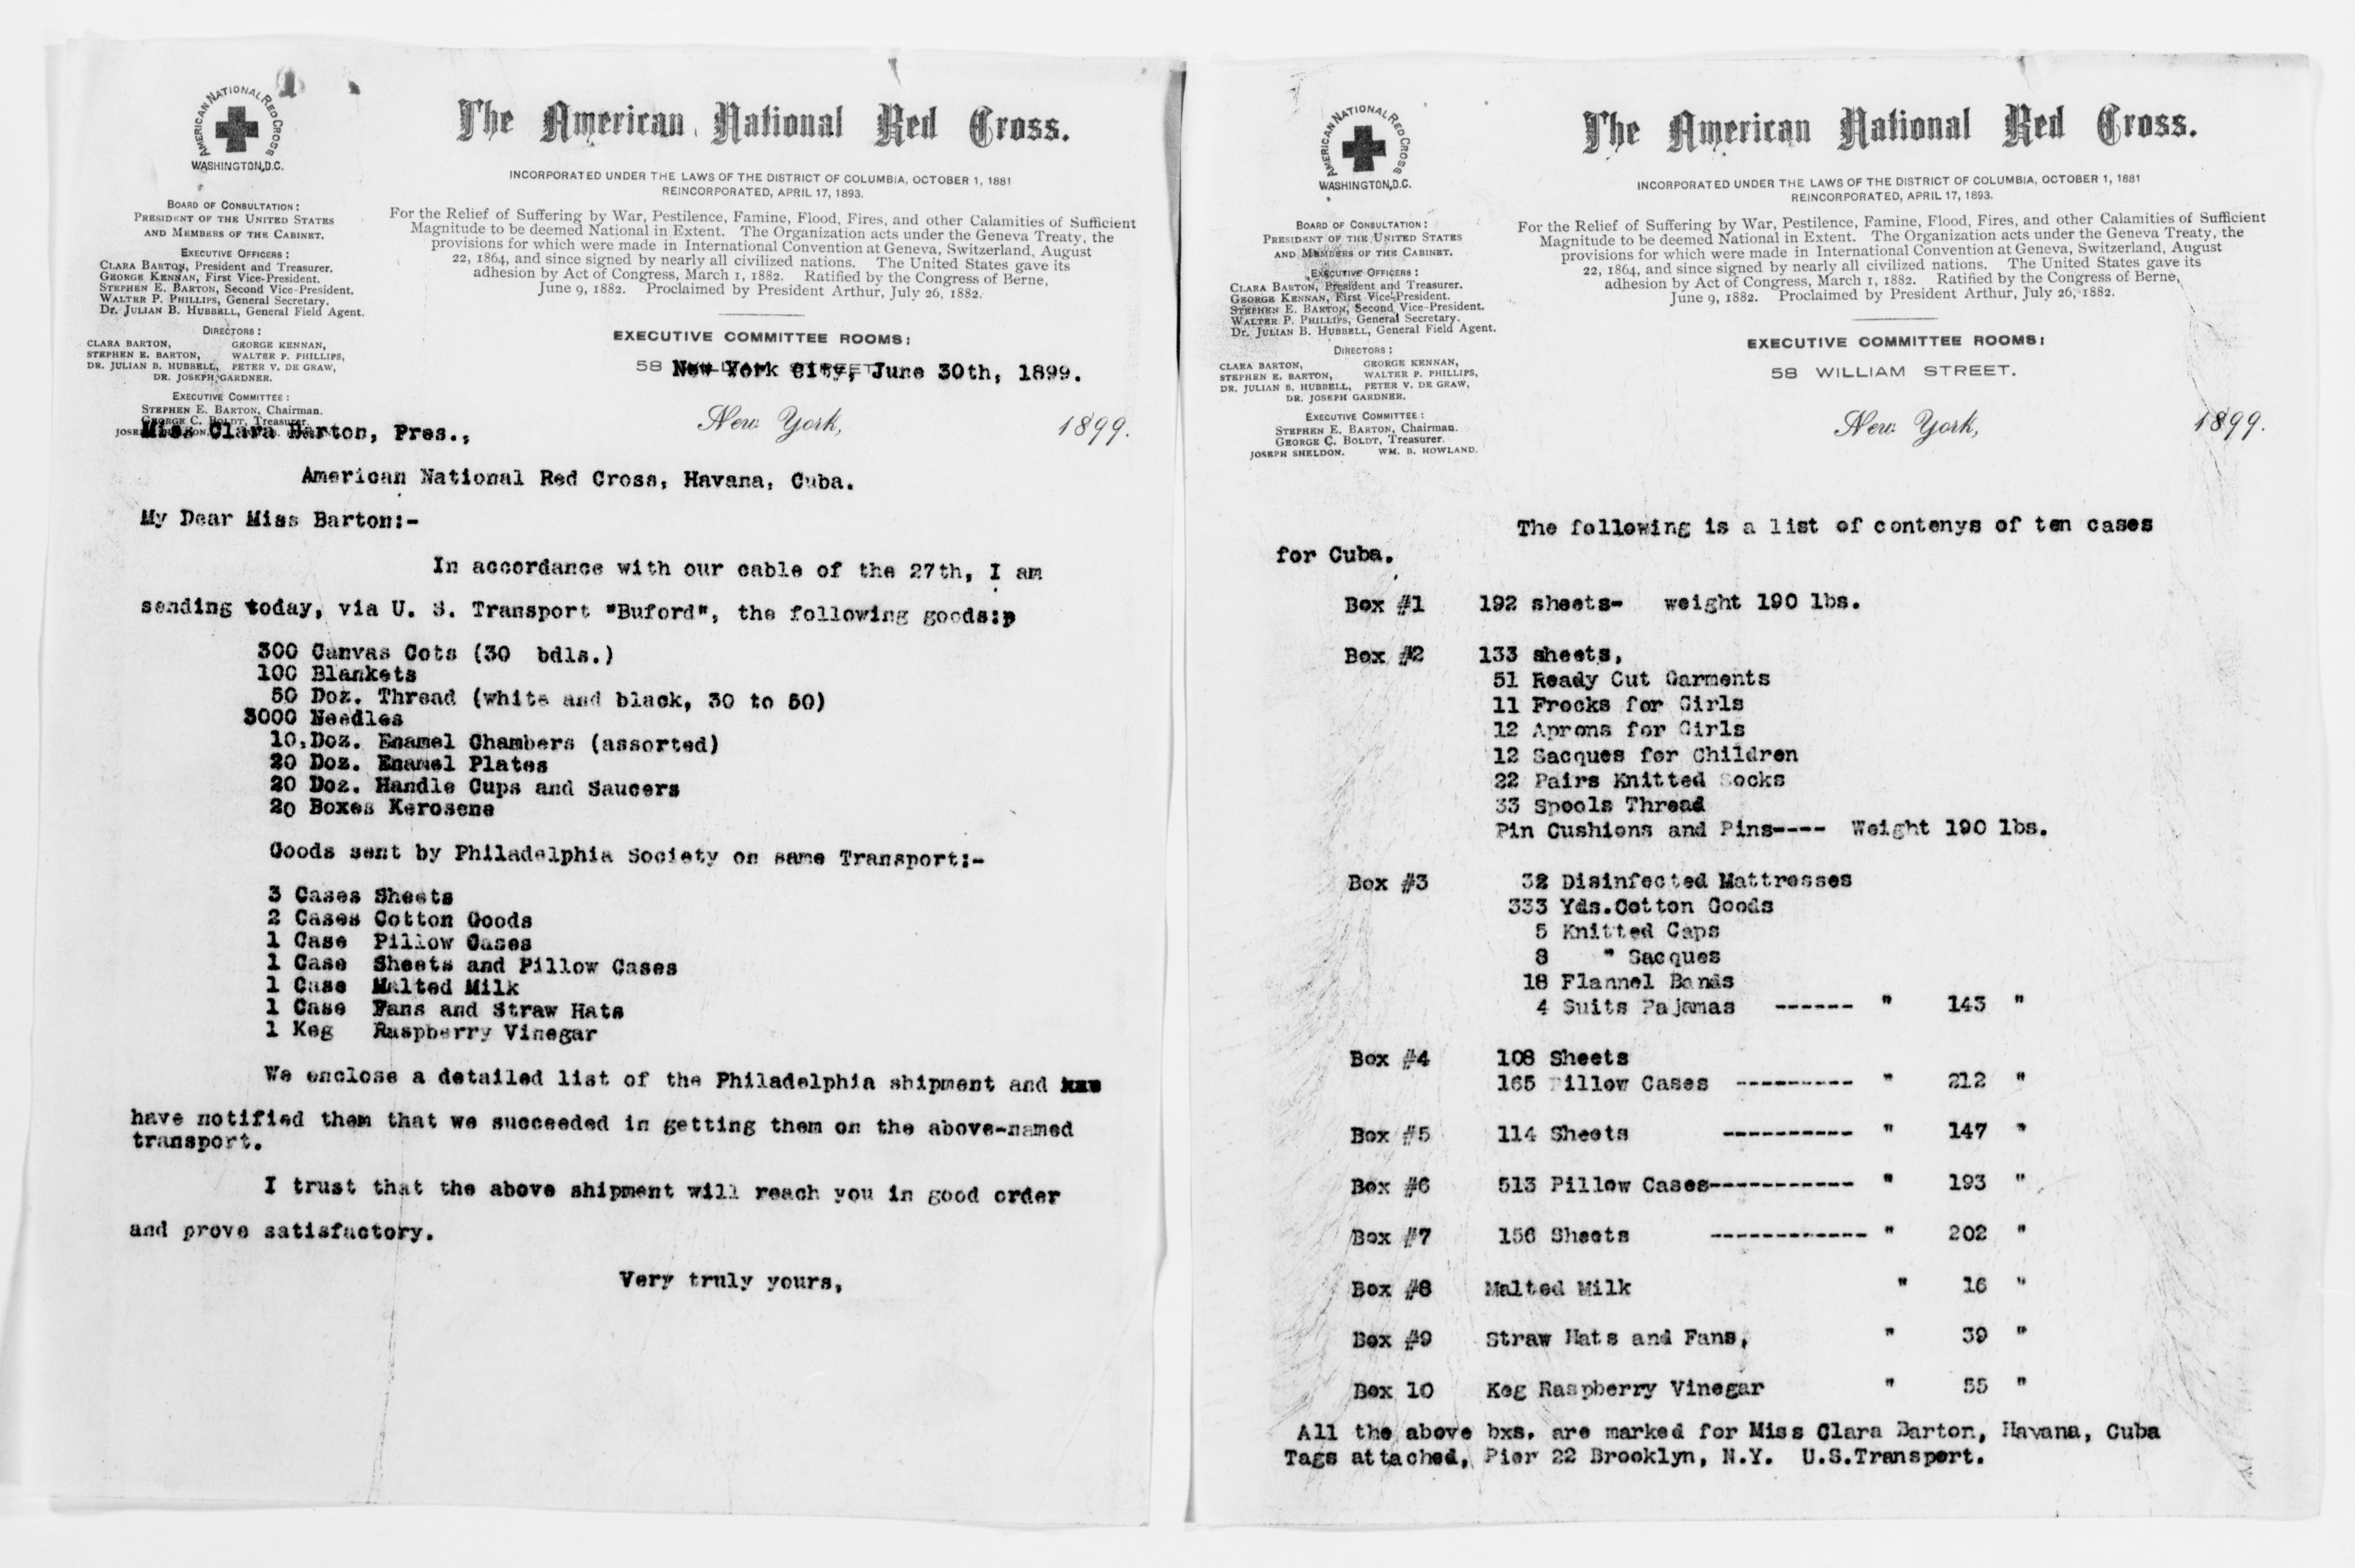 AMERICAN NATIONAL RED CROSS
WASHINGTON, D.C.
The American National Red Cross.
INCORPORATED UNDER THE LAWS OF THE DISTRICT OF COLUMBIA, OCTOBER 1, 1881
REINCORPORATED, APRIL 17, 1893.
For the Relief of Suffering by War, Pestilence, Famine, Flood, Fires, and other Calamities of Sufficient
Magnitude to be deemed National in Extent. The Organization acts under the Geneva Treaty, the
provisions for which were made in International Convention at Geneva, Switzerland, August
22, 1864, and since signed by nearly all civilized nations. The United States gave its
adhesion by Act of Congress, March 1, 1882. Ratified by the Congress of Berne,
June 9, 1882. Proclaimed by President Arthur, July 26, 1882.
BOARD OF CONSULTATION:
PRESIDENT OF THE UNITED STATES
AND MEMBERS OF THE CABINET.
EXECUTIVE OFFICERS:
CLARA BARTON, President and Treasurer.
GEORGE KENNAN, First Vice-President.
STEPHEN E. BARTON, Second Vice-President.
WALTER P. PHILLIPS, General Secretary.
DR. JULIAN B. HUBBELL, General Field Agent.
DIRECTORS:
CLARA BARTON, GEORGE KENNAN,
STEPHEN E. BARTON, WALTER P. PHILLIPS,
DR. JULIAN B. HUBBELL, PETER V. DE GRAW,
DR. JOSEPH GARDNER.
EXECUTIVE COMMITTEE:
STEPHEN E. BARTON, Chairman.
GEORGE C. BOLDT, Treasurer.
EXECUTIVE COMMITTEE ROOMS:
58 New York City, June 30th, 1899.
New York, 1899.
Miss Clara Barton, Pres.,
American National Red Cross, Havana, Cuba.
My Dear Miss Barton:-
In accordance with our cable of the 27th, I am
sending today, via U. S. Transport "Buford", the following goods:p
300 Canvas Cots (30 bdls.)
100 Blankets
50 Doz. Thread (white and black, 30 to 50)
3000 Needles
10,Doz. Enamel Chambers (assorted)
20 Doz. Enamel Plates
20 Doz. Handle Cups and Saucers
20 Boxes Kerosene
Goods sent by Philadelphia Society on same Transport:-
3 Cases Sheets
2 Cases Cotton Goods
1 Case Pillow Cases
1 Case Sheets and Pillow Cases
1 Case Malted Milk
1 Case Fans and Straw Hats
1 Keg Raspberry Vinegar
We enclose a detailed list of the Philadelphia shipment and
have notified them that we succeeded in getting them on the above-named
transport.
I trust that the above shipment will reach you in good order
and prove satisfactory.
Very truly yours,
AMERICAN NATIONAL RED CROSS
WASHINGTON, D.C.
The American National Red Cross.
INCORPORATED UNDER THE LAWS OF THE DISTRICT OF COLUMBIA, OCTOBER 1, 1881
REINCORPORATED, APRIL 17, 1893.
For the Relief of Suffering by War, Pestilence, Famine, Flood, Fires, and other Calamities of Sufficient
Magnitude to be deemed National in Extent. The Organization acts under the Geneva Treaty, the
provisions for which were made in International Convention at Geneva, Switzerland, August
22, 1864, and since signed by nearly all civilized nations. The United States gave its
adhesion by Act of Congress, March 1, 1882. Ratified by the Congress of Berne,
June 9, 1882. Proclaimed by President Arthur, July 26, 1882.
BOARD OF CONSULTATION:
PRESIDENT OF THE UNITED STATES
AND MEMBERS OF THE CABINET.
EXECUTIVE OFFICERS:
CLARA BARTON, President and Treasurer.
GEORGE KENNAN, First Vice-President.
STEPHEN E. BARTON, Second Vice-President.
WALTER P. PHILLIPS, General Secretary.
DR. JULIAN B. HUBBELL, General Field Agent.
DIRECTORS:
CLARA BARTON, GEORGE KENNAN,
STEPHEN E. BARTON, WALTER P. PHILLIPS,
DR. JULIAN B. HUBBELL, PETER V. DE GRAW,
DR. JOSEPH GARDNER.
EXECUTIVE COMMITTEE:
STEPHEN E. BARTON, Chairman.
GEORGE C. BOLDT, Treasurer.
JOSEPH SHELDON. WM. B. HOWLAND.
EXECUTIVE COMMITTEE ROOMS:
58 WILLIAM STREET.
New York, 1899.
The following is a list of contenys of ten cases
for Cuba.
Box #1 192 sheets- weight 190 lbs.
Box #2 133 sheets,
51 Ready Cut Garments
11 Frocks for Girls
12 Aprons for Girls
12 Sacques for Children
22 Pairs Knitted Socks
33 Spools Thread
Pin Cushions and Pins---- Weight 190 lbs.
Box #3 32 Disinfected Mattresses
333 Yds.Cotton Goods
5 Knitted Caps
8 " Sacques
18 Flannel Bands
4 Suits Pajamas ------ " 143 "
Box #4 108 Sheets
165 Pillow Cases --------- " 212 "
Box #5 114 Sheets ---------- " 147 "
Box #6 513 Pillow Cases----------- " 193 "
Box #7 156 Sheets ------------ " 202 "
Box #8 Malted Milk " 16 "
Box #9 Straw Hats and Fans, " 39 "
Box 10 Keg Raspberry Vinegar " 55 "
All the above bxs. are marked for Miss Clara Barton, Havana, Cuba
Tags attached, Pier 22 Brooklyn, N.Y. U.S.Transport.